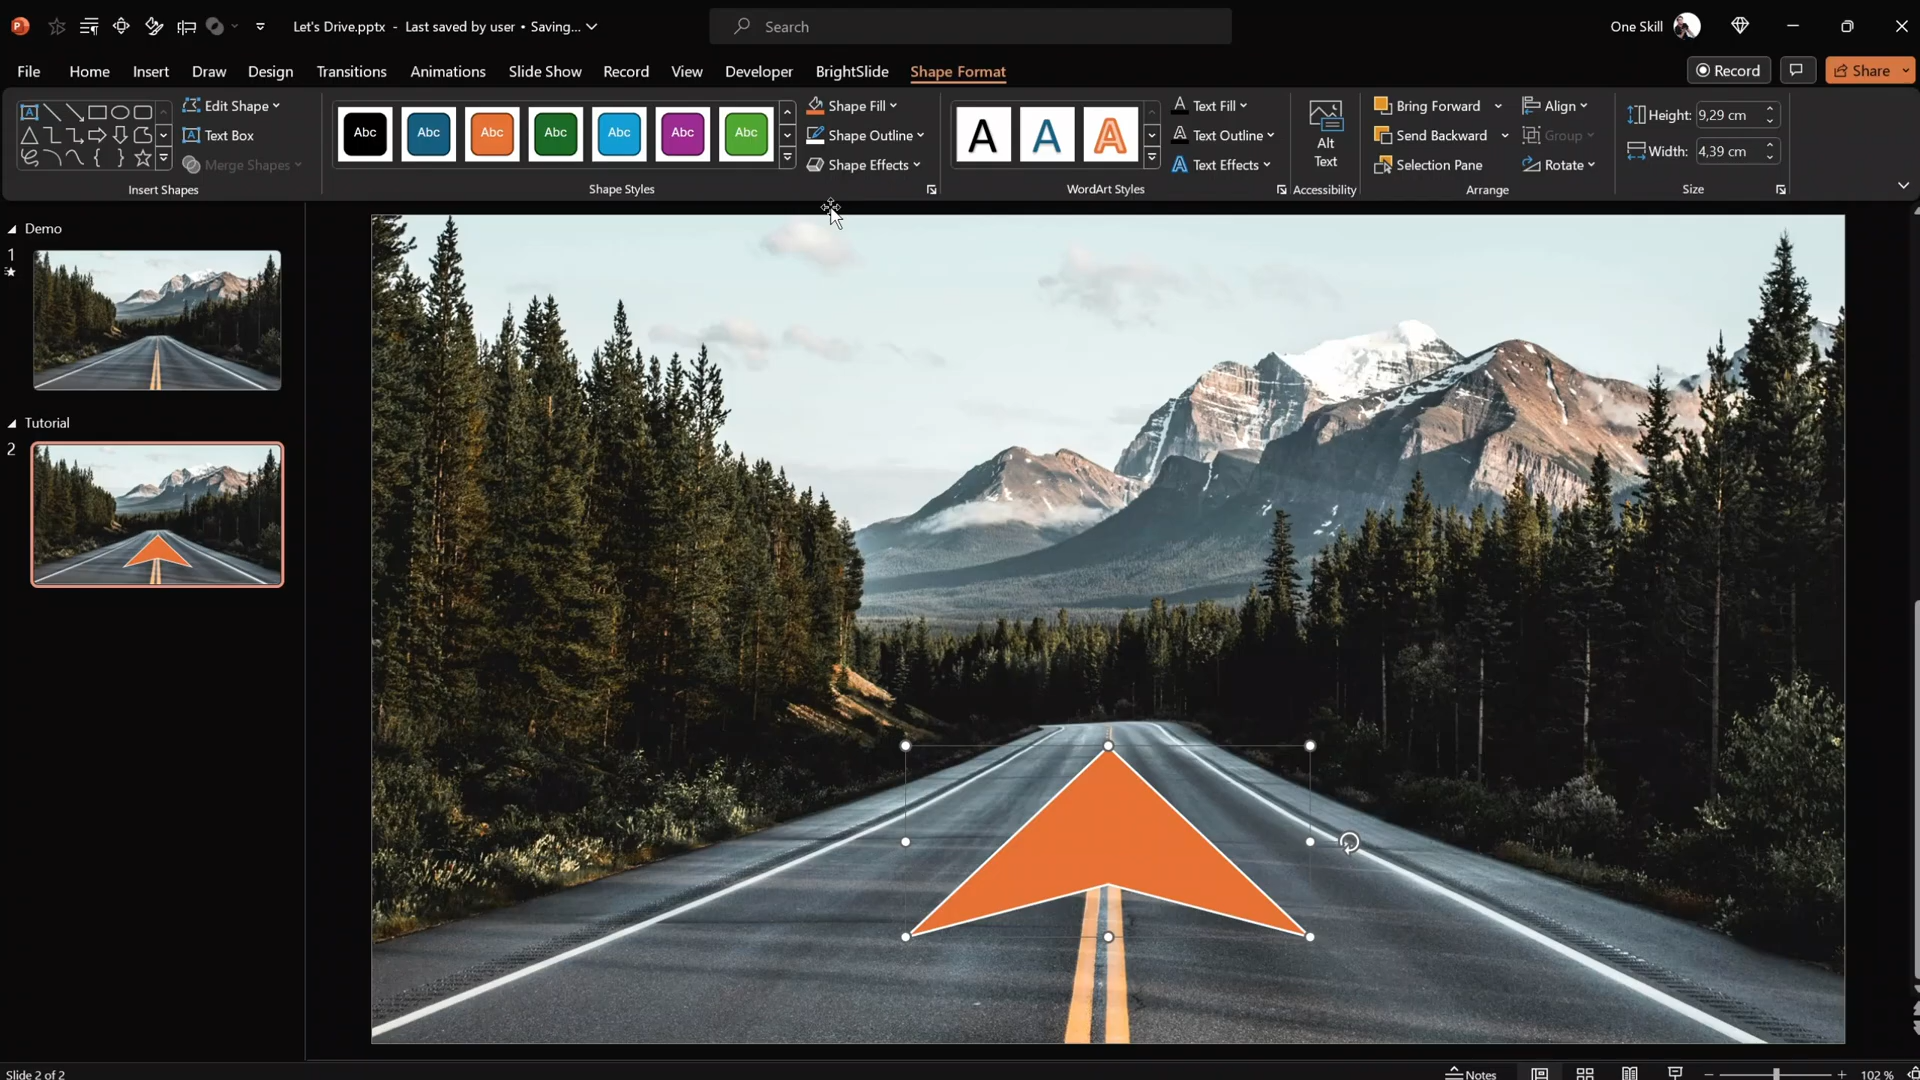 Let's Drive.pptx - Last saved by user • Saving...
Search
One Skill
File Home Insert Draw Design Transitions Animations Slide Show Record View Developer BrightSlide Shape Format
Record
Share
Edit Shape
Text Box
Merge Shapes
Insert Shapes
Abc Abc Abc Abc Abc Abc Abc
Shape Styles
Shape Fill
Shape Outline
Shape Effects
A A A
WordArt Styles
Text Fill
Text Outline
Text Effects
Alt
Text
Accessibility
Bring Forward
Send Backward
Selection Pane
Align
Group
Rotate
Arrange
Height: 9,29 cm
Width: 4,39 cm
Size
Demo
1
Tutorial
2
Slide 2 of 2
Notes
102 %